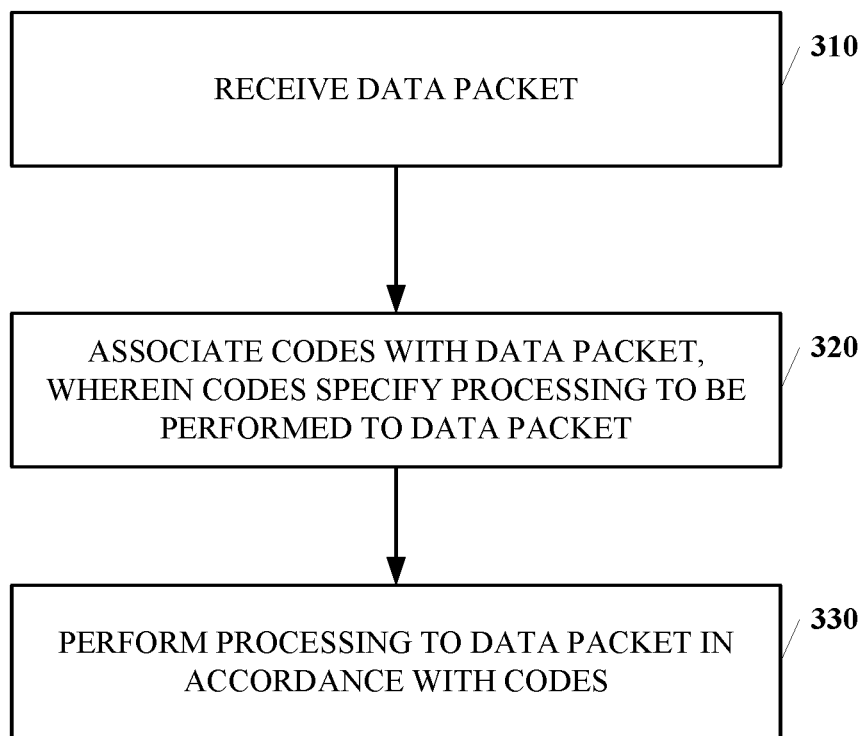 310
RECEIVE DATA PACKET
320
ASSOCIATE CODES WITH DATA PACKET,
WHEREIN CODES SPECIFY PROCESSING TO BE
PERFORMED TO DATA PACKET
330
PERFORM PROCESSING TO DATA PACKET IN
ACCORDANCE WITH CODES